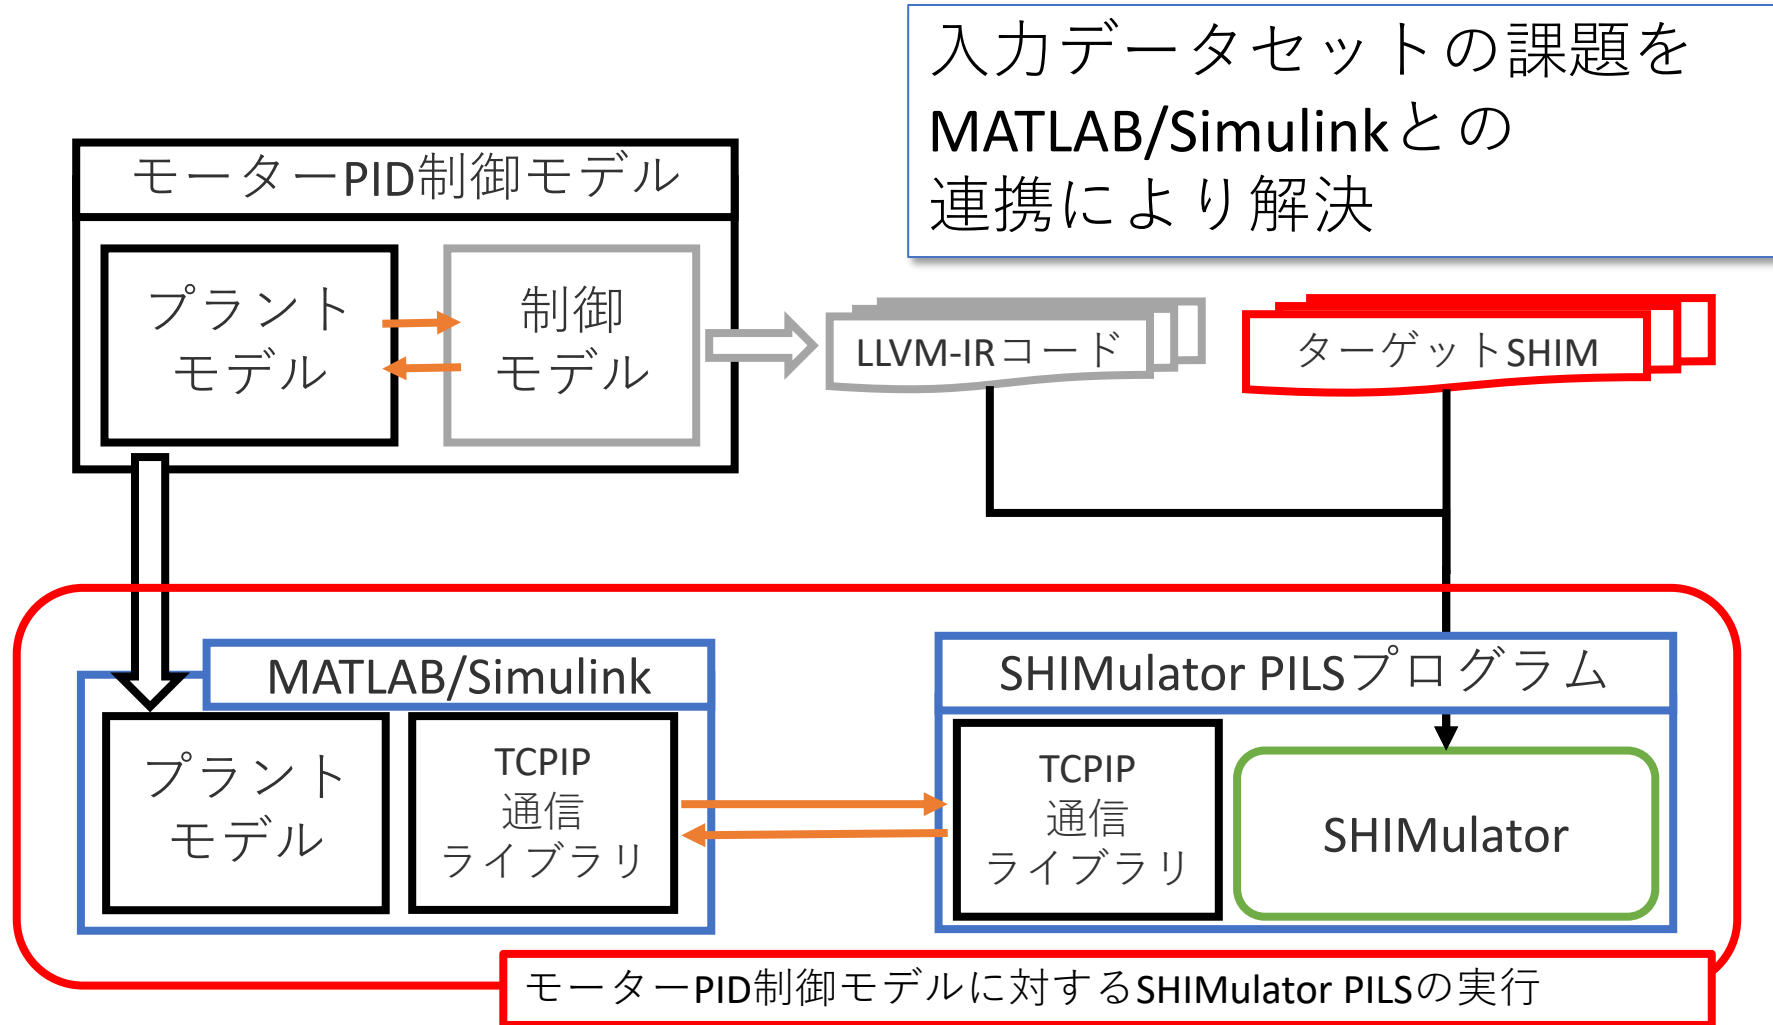 入力データセットの課題を
MATLAB/Simulinkとの
連携により解決
モーターPID制御モデル
プラント
モデル
制御
モデル
LLVM-IRコード
ターゲットSHIM
MATLAB/Simulink
プラント
モデル
TCPIP
通信
ライブラリ
SHIMulator PILSプログラム
TCPIP
通信
ライブラリ
SHIMulator
モーターPID制御モデルに対するSHIMulator PILSの実行